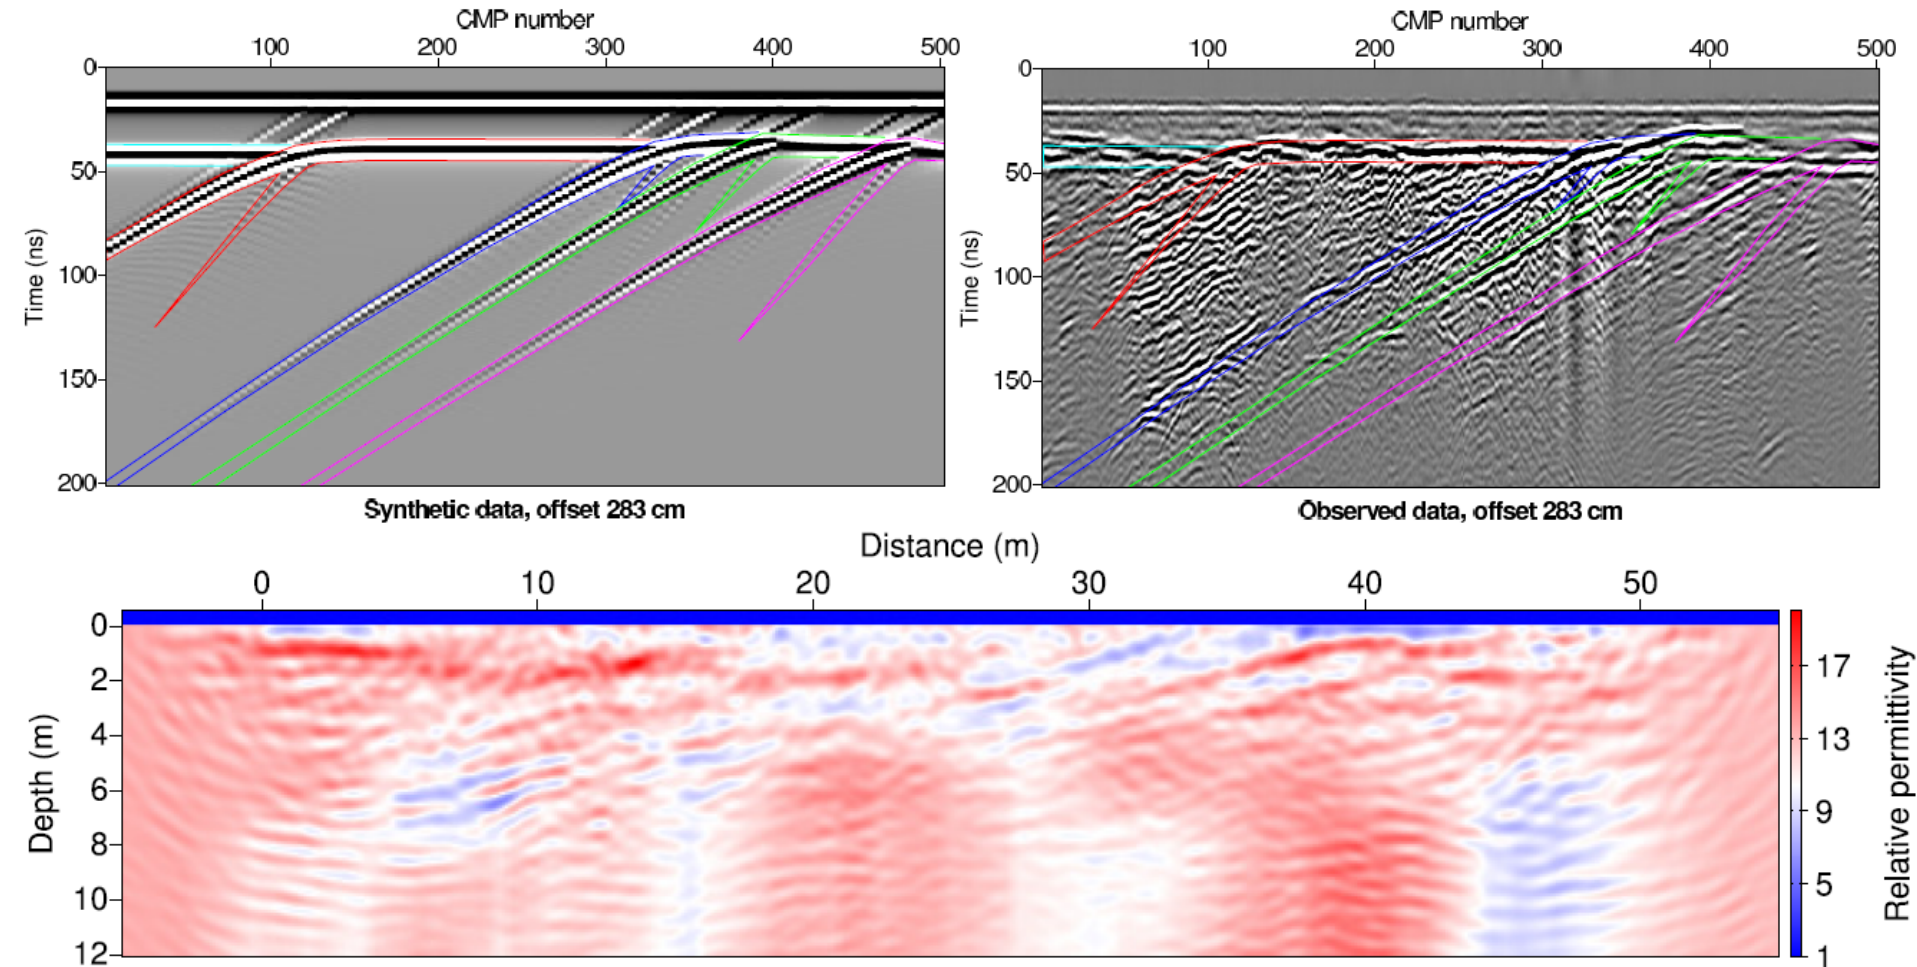 CMP number
100 200 300 400 500
0
50
100
150
200
Time (ns)
Synthetic data, offset 283 cm
CMP number
100 200 300 400 500
0
50
100
150
200
Time (ns)
Observed data, offset 283 cm
Distance (m)
0 10 20 30 40 50
0
2
4
6
8
10
12
Depth (m)
17
13
9
5
1
Relative permittivity